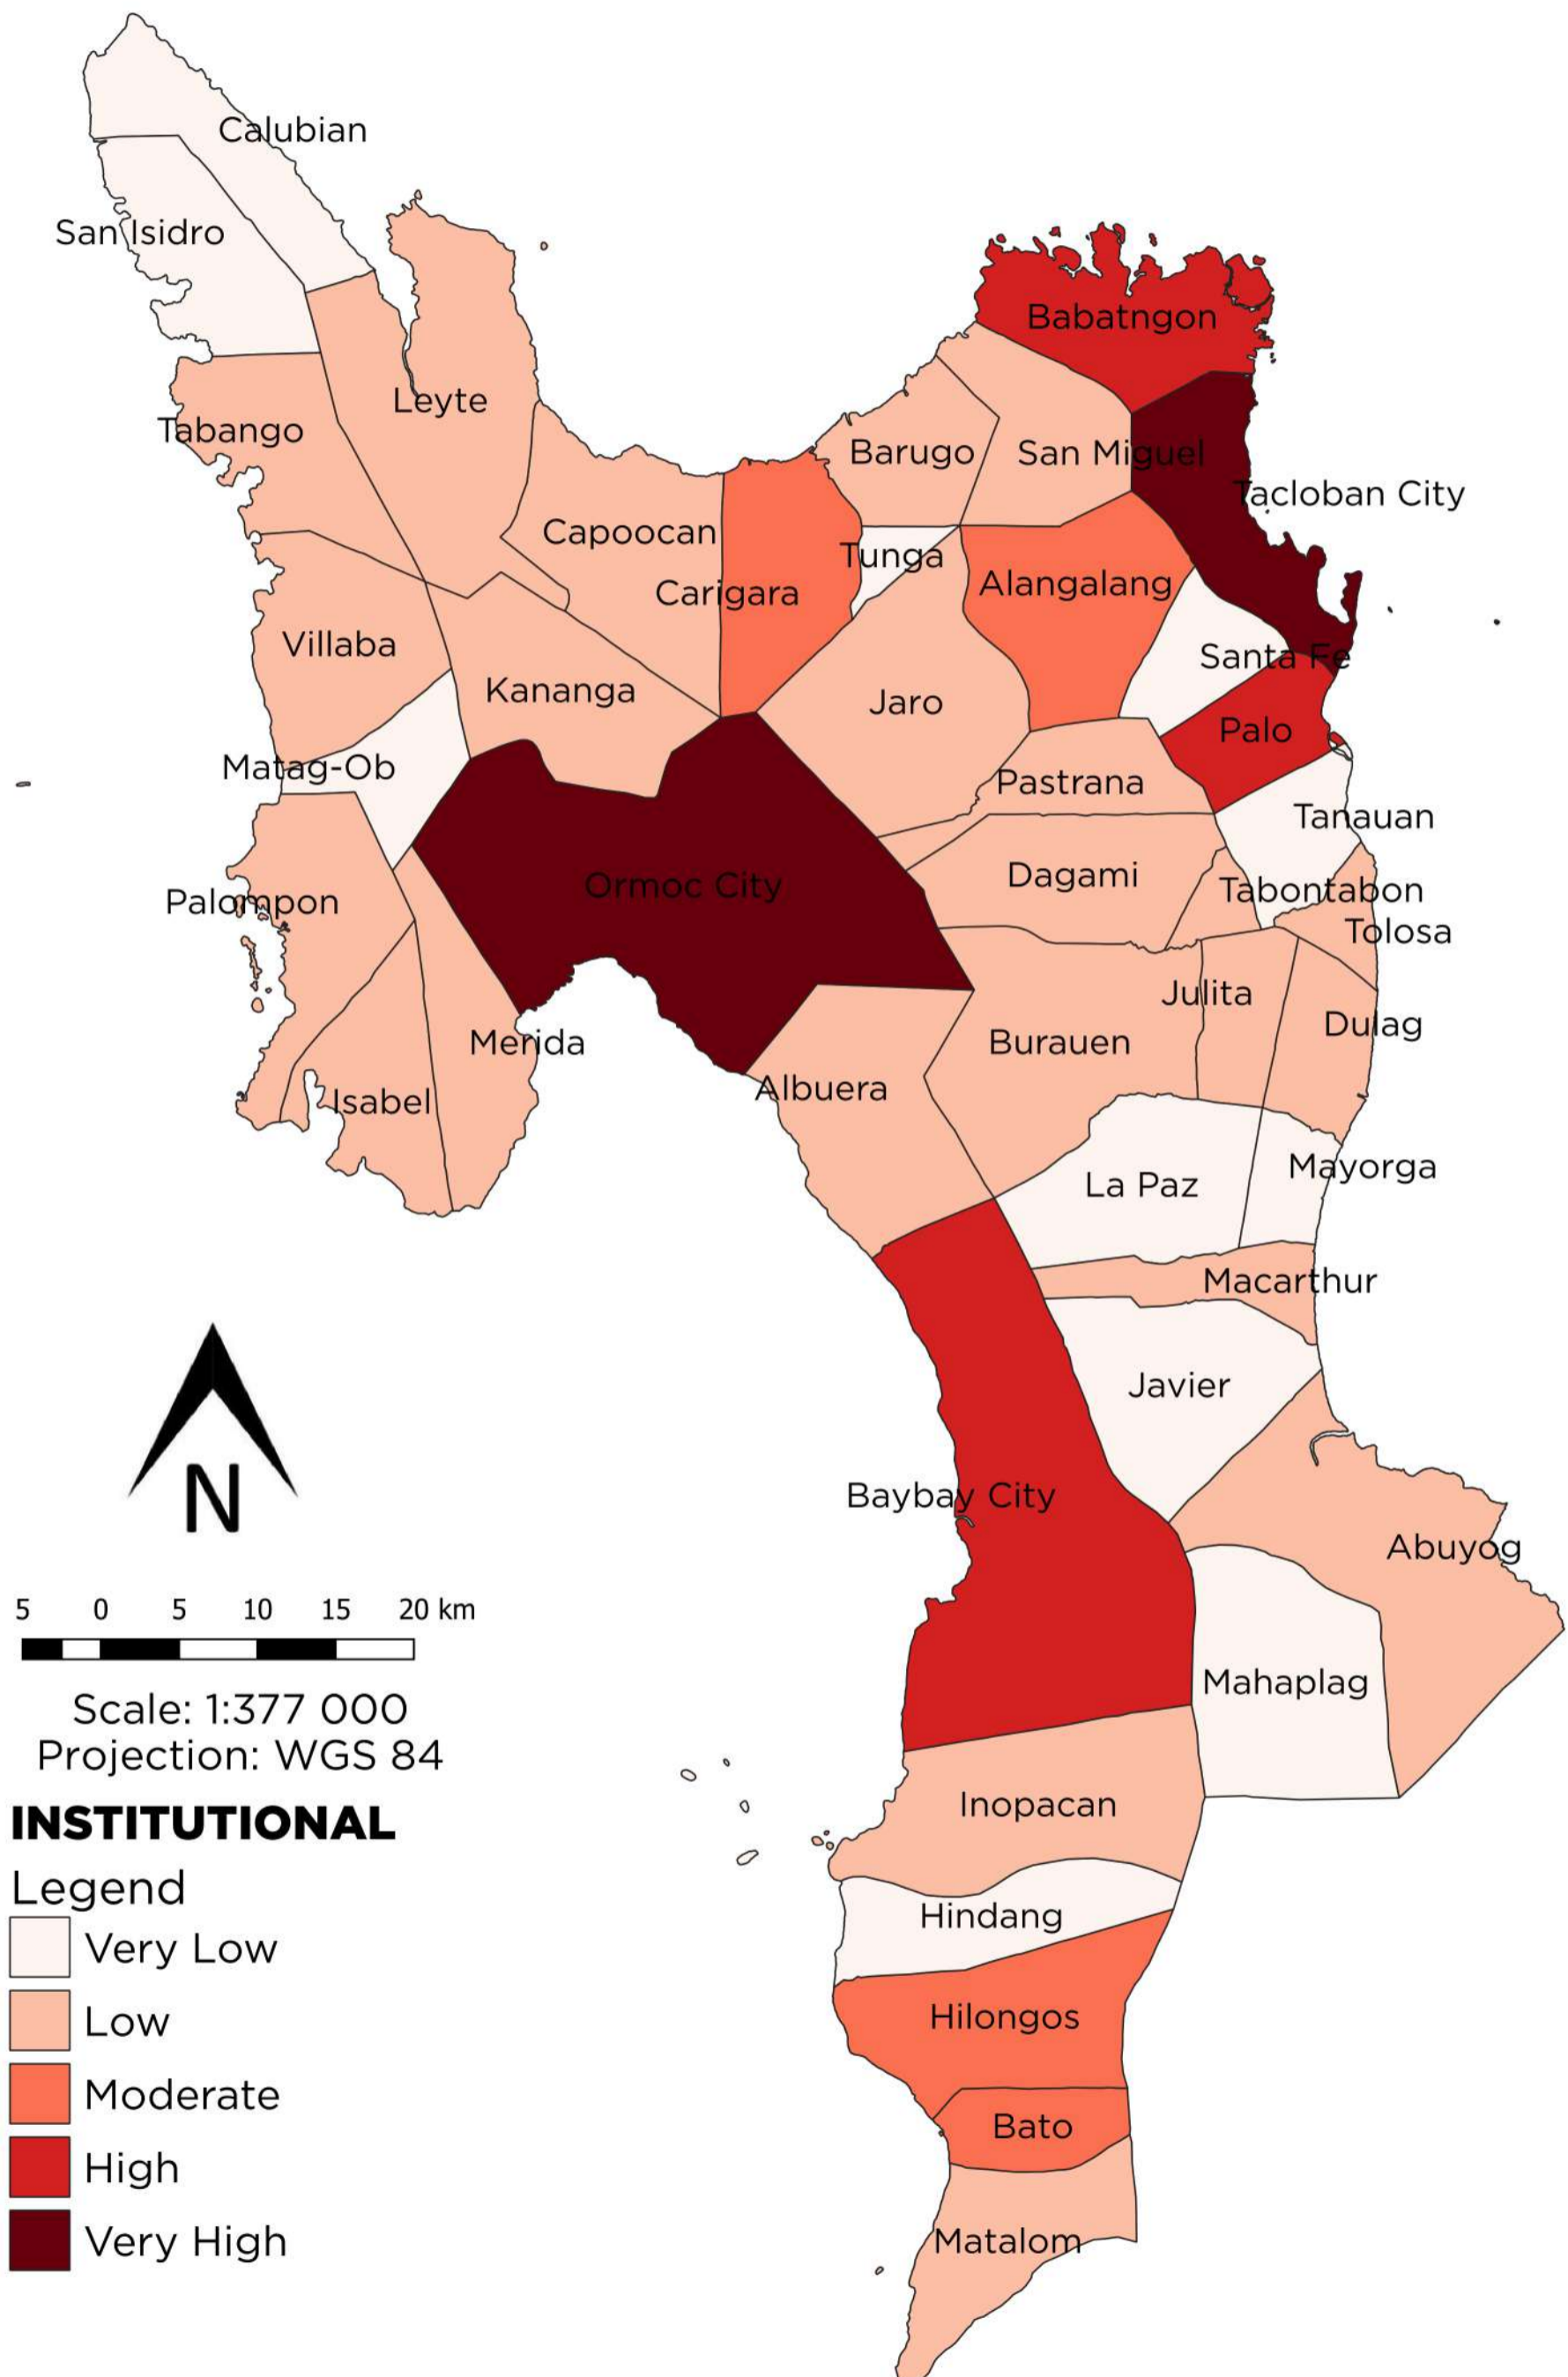 Calubian
San Isidro
Babatngon
Leyte
Tabango
Barugo
San Miguel
Tacloban City
Capoocan
Tunga
Alangalang
Carigara
Villaba
Santa Fe
Kananga
Jaro
Palo
Matag-Ob
Pastrana
Tanauan
Dagami
Ormoc City
Tabontabon
Palompon
Tolosa
Julita
Dulag
Merida
Burauen
Albuera
Isabel
Mayorga
La Paz
Macarthur
Javier
N
Baybay City
Abuyog
5 0 5 10 15 20 km
Mahaplag
Scale: 1:377 000
Projection: WGS 84
Inopacan
INSTITUTIONAL
Legend
Hindang
Very Low
Hilongos
Low
Moderate
Bato
High
Very High
Matalom